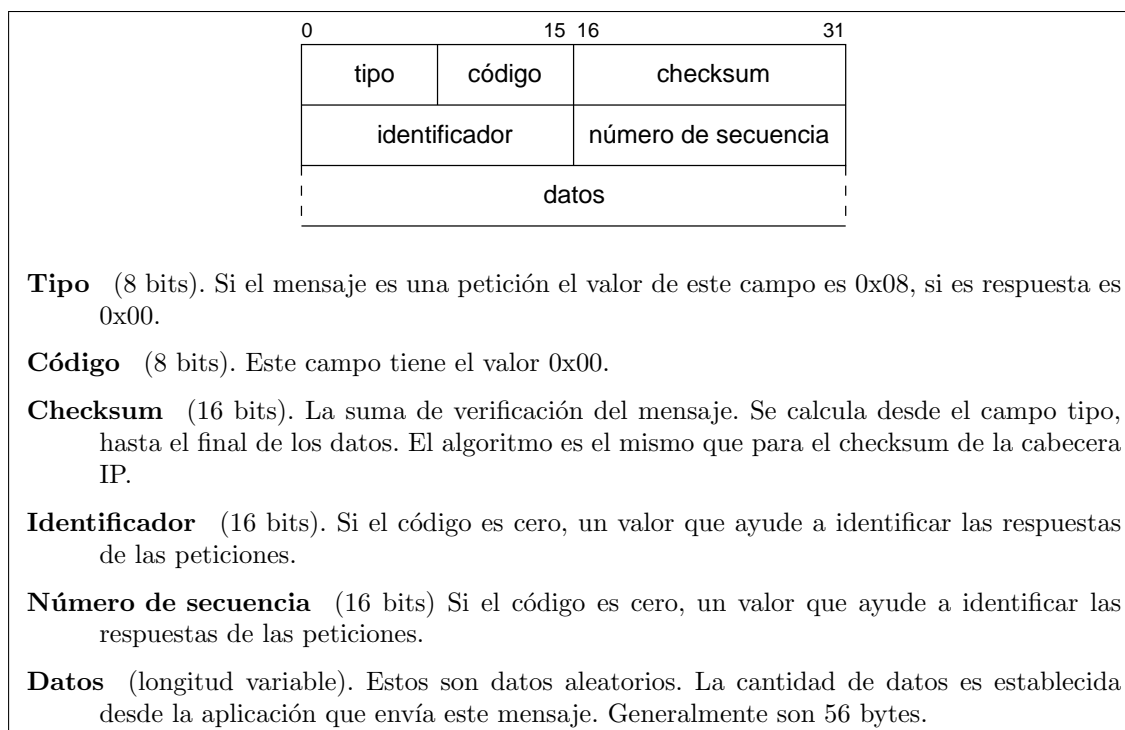 0 15 16 31
tipo código checksum
identificador número de secuencia
datos
Tipo (8 bits). Si el mensaje es una petición el valor de este campo es 0x08, si es respuesta es
0x00.
Código (8 bits). Este campo tiene el valor 0x00.
Checksum (16 bits). La suma de verificación del mensaje. Se calcula desde el campo tipo,
hasta el final de los datos. El algoritmo es el mismo que para el checksum de la cabecera
IP.
Identificador (16 bits). Si el código es cero, un valor que ayude a identificar las respuestas
de las peticiones.
Número de secuencia (16 bits) Si el código es cero, un valor que ayude a identificar las
respuestas de las peticiones.
Datos (longitud variable). Estos son datos aleatorios. La cantidad de datos es establecida
desde la aplicación que envía este mensaje. Generalmente son 56 bytes.